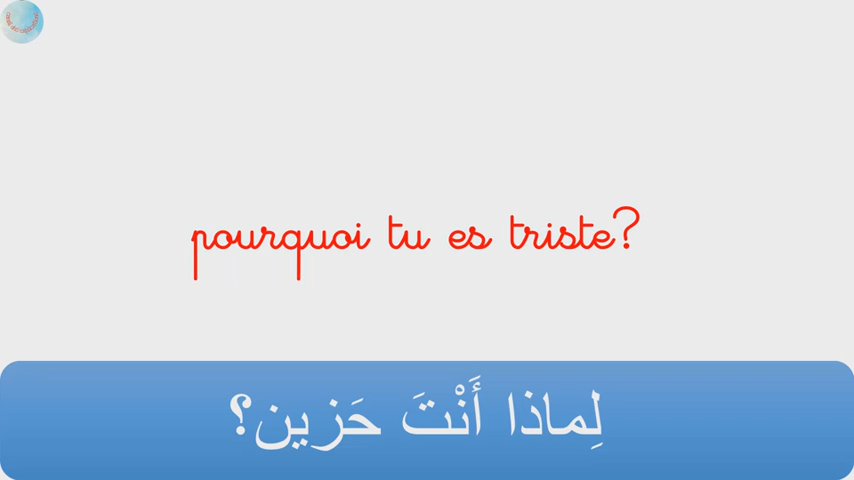 pourquoi tu es triste?
لِماذا أَنْتَ حَزين؟